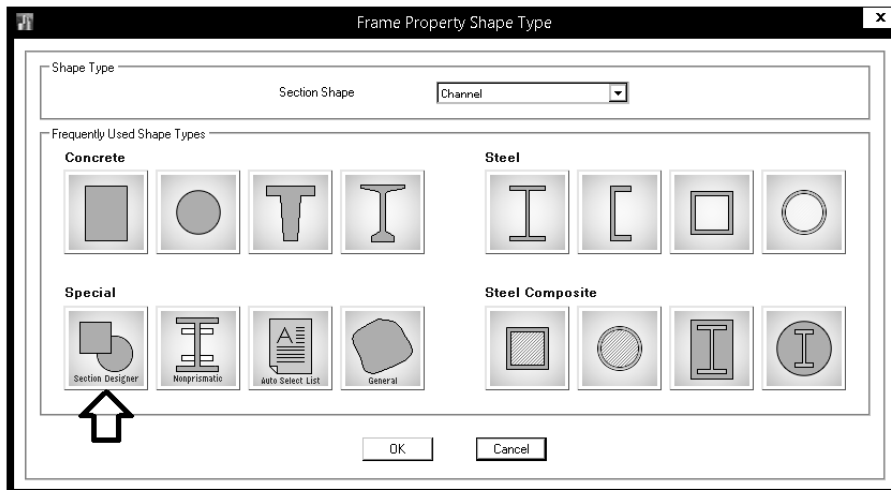 Frame Property Shape Type
x
Shape Type
Section Shape
Channel
Frequently Used Shape Types
Concrete
Steel
Special
Steel Composite
Section Designer
Nonprismatic
A
Auto Select List
General
OK
Cancel